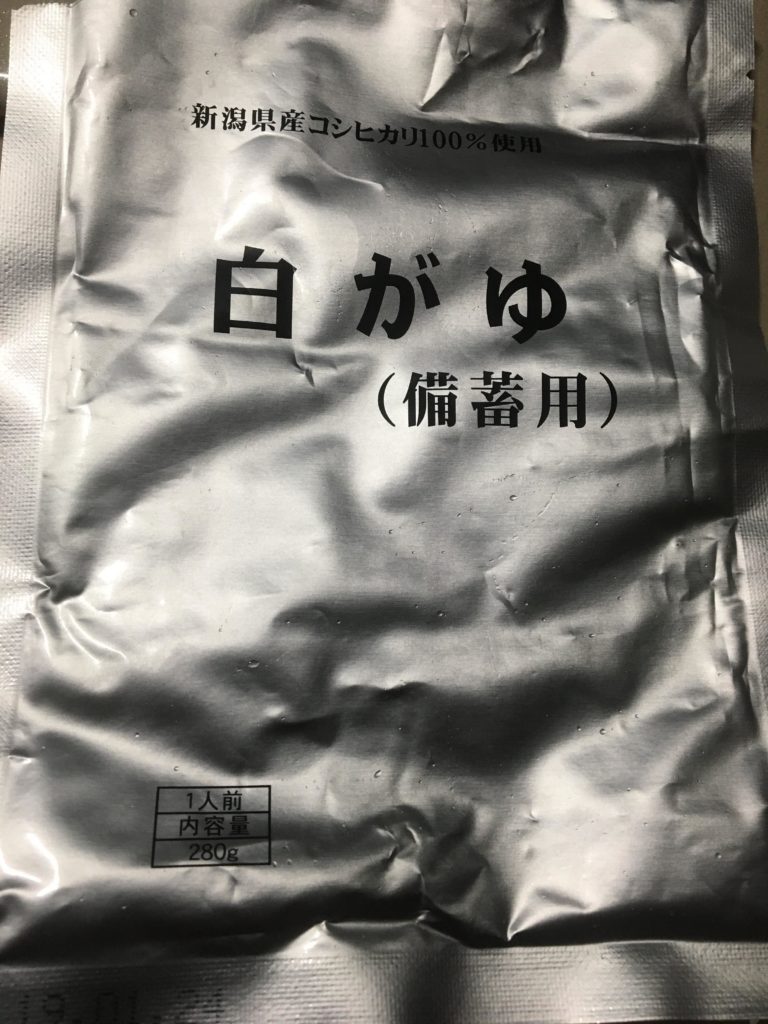 新潟県産コシヒカリ100%使用
白がゆ
（備蓄用）
1人前
内容量
280g